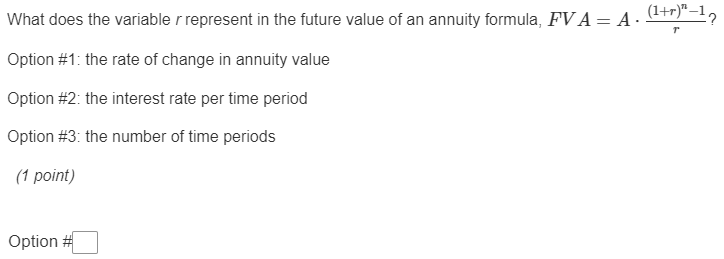 What does the variable r represent in the future value of an annuity formula, FVA = A · \frac{(1+r)^n−1}{r}?
Option #1: the rate of change in annuity value
Option #2: the interest rate per time period
Option #3: the number of time periods
(1 point)
Option #